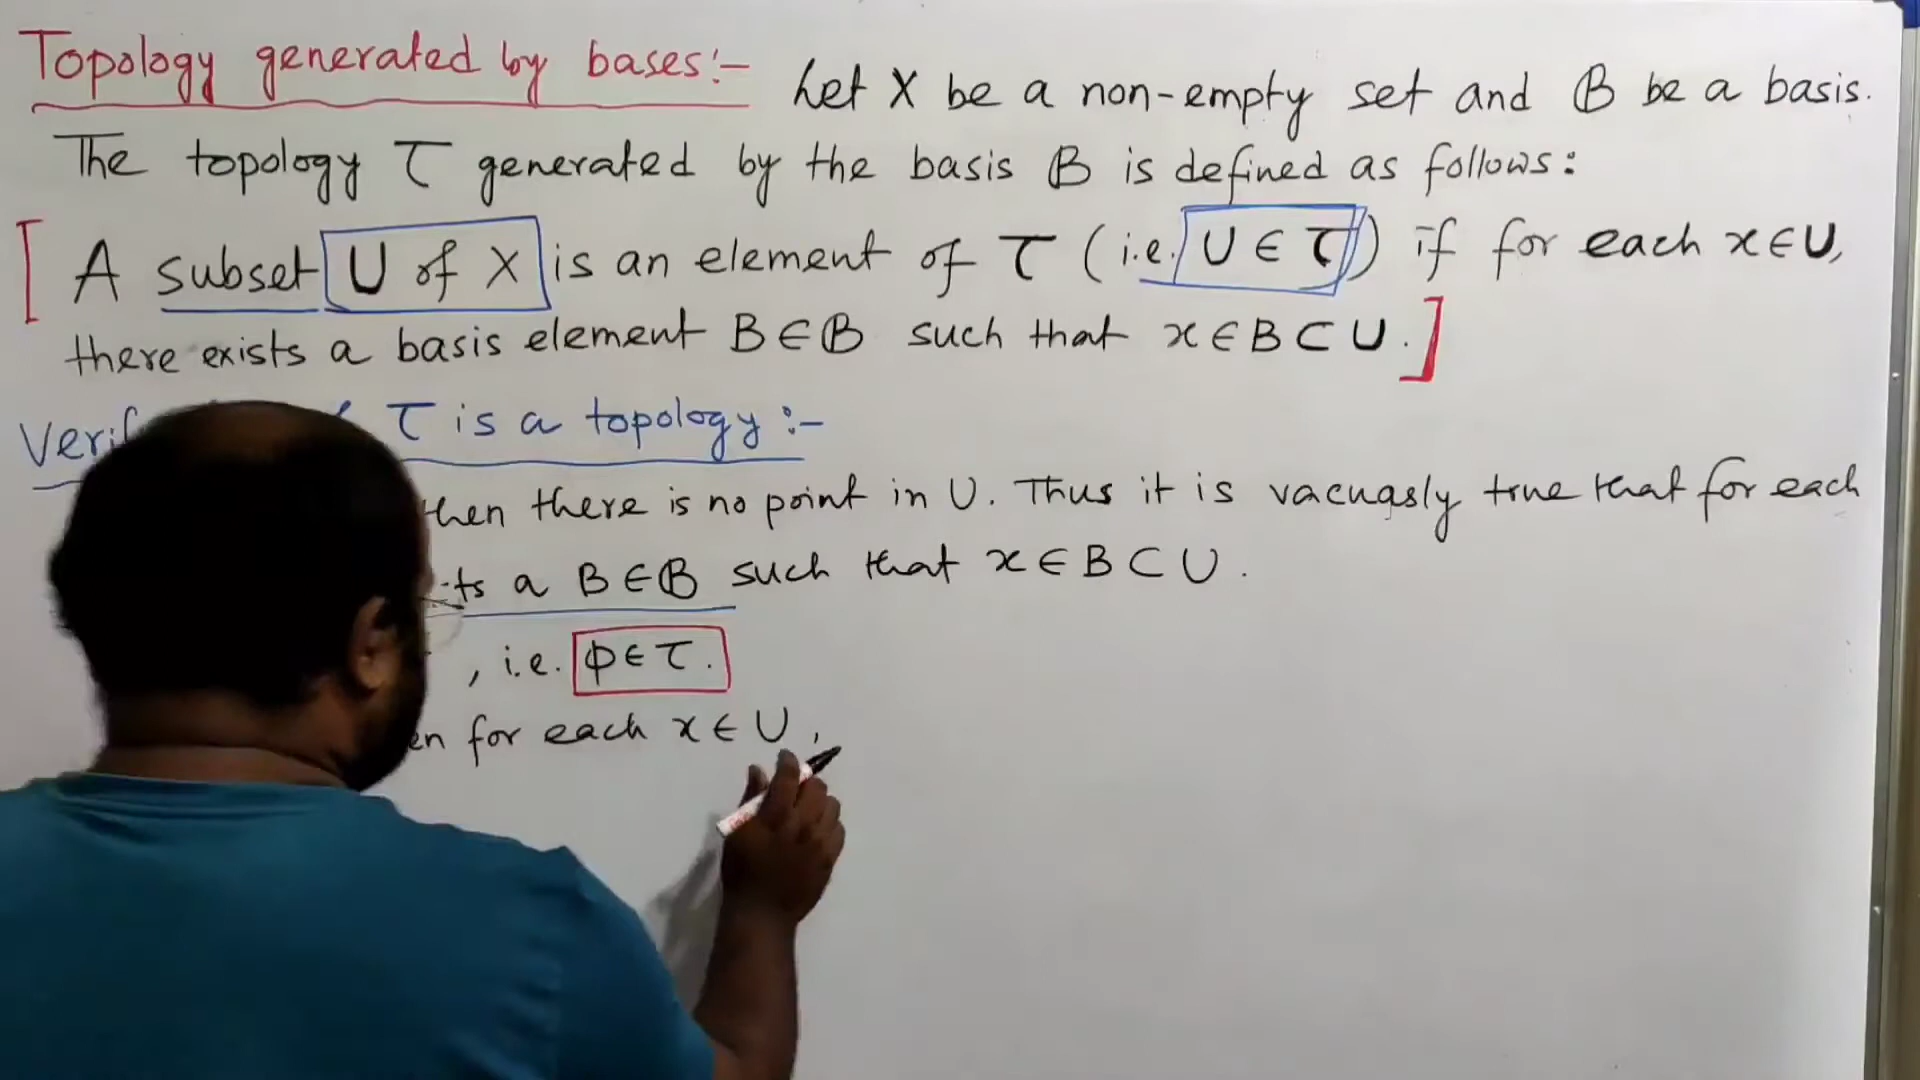 Topology generated by bases:- Let X be a non-empty set and B be a basis.
The topology τ generated by the basis B is defined as follows:
[ A subset U of X is an element of τ (i.e. U ∈ τ) if for each x ∈ U,
there exists a basis element B ∈ B such that x ∈ B ⊂ U. ]
τ is a topology :-
then there is no point in U. Thus it is vacuasly true that for each
a B ∈ B such that x ∈ B ⊂ U.
, i.e. φ ∈ τ.
for each x ∈ U,